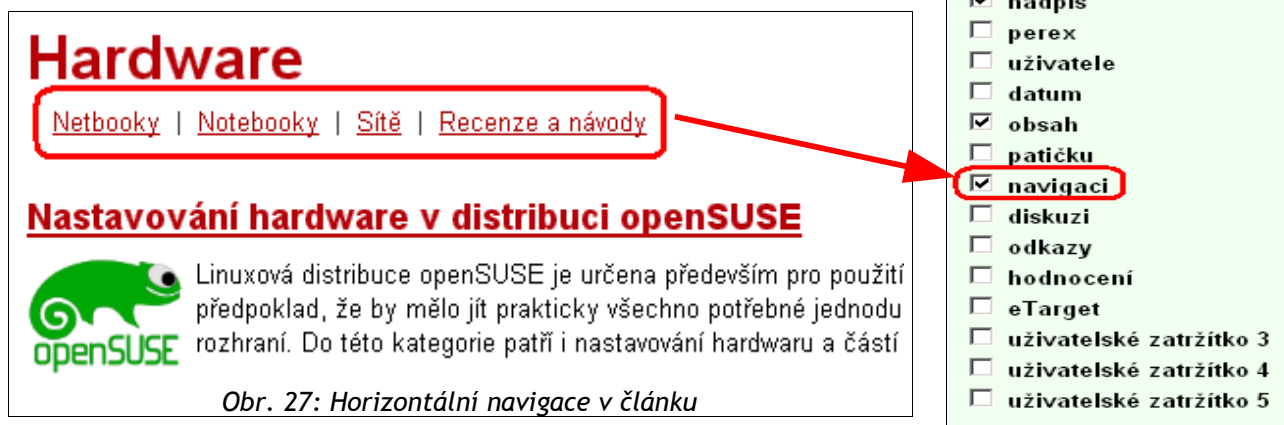 Hardware
Netbooky | Notebooky | Sítě | Recenze a návody
Nastavování hardware v distribuci openSUSE
openSUSE
Linuxová distribuce openSUSE je určena především pro použití
předpoklad, že by mělo jít prakticky všechno potřebné jednodu
rozhraní. Do této kategorie patří i nastavování hardwaru a částí
Obr. 27: Horizontální navigace v článku
nadpis
perex
uživatele
datum
obsah
patičku
navigaci
diskuzi
odkazy
hodnocení
eTarget
uživatelské zatržítko 3
uživatelské zatržítko 4
uživatelské zatržítko 5